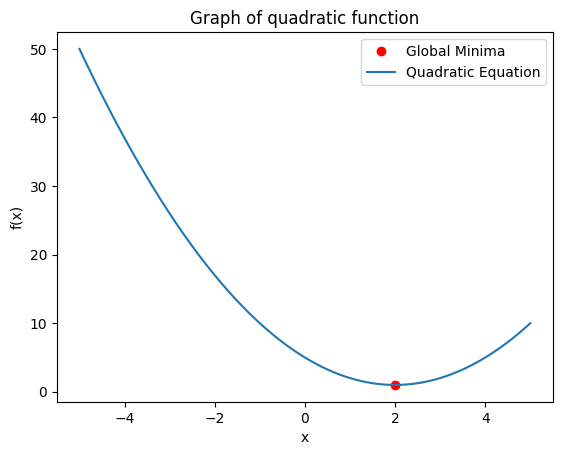 Graph of quadratic function
Global Minima
Quadratic Equation
50
40
30
20
10
0
f(x)
−4
−2
0
2
4
x